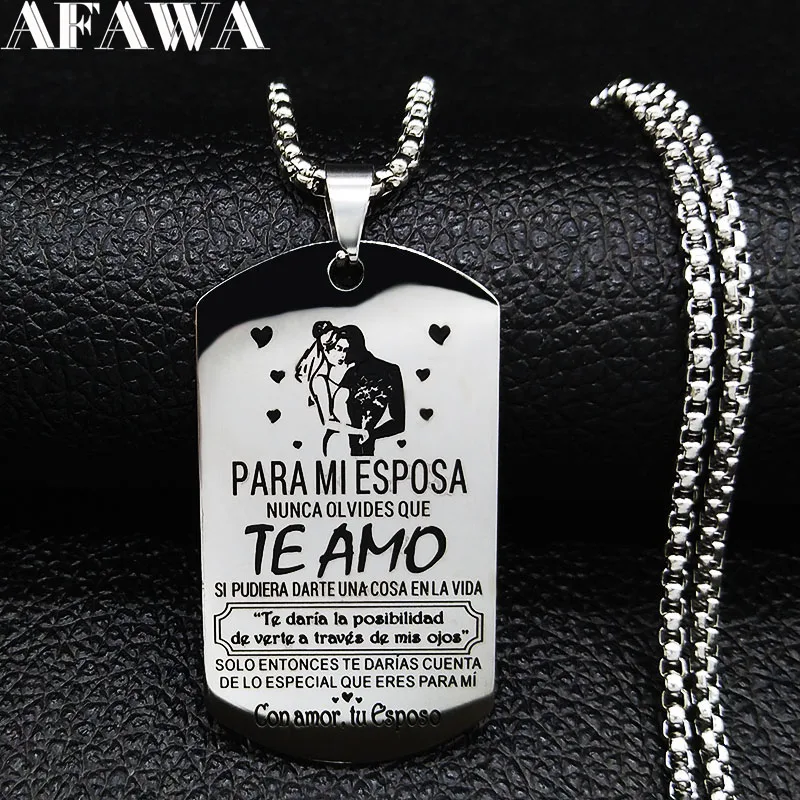 AFAWA
PARA MI ESPOSA
NUNCA OLVIDES QUE
TE AMO
SI PUDIERA DARTE UNA COSA EN LA VIDA
“Te daría la posibilidad
de verte a través de mis ojos”
SOLO ENTONCES TE DARÍAS CUENTA
DE LO ESPECIAL QUE ERES PARA MÍ
Con amor, tu Esposo